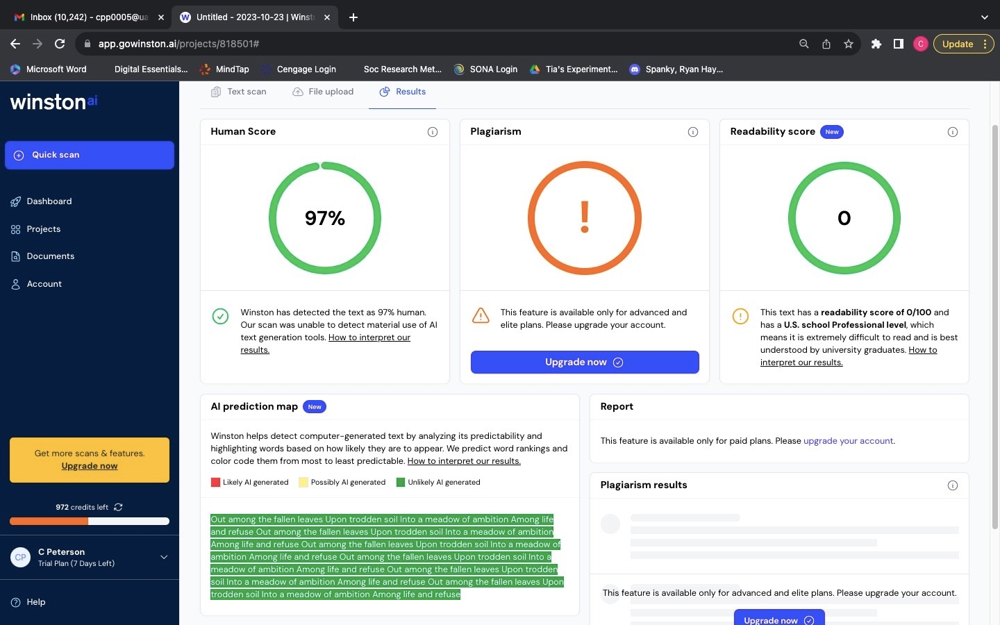 Inbox (10,242) - cpp0005@ua
Untitled - 2023-10-23 | Winst
app.gowinston.ai/projects/818501#
C
Update
Microsoft Word
Digital Essentials...
MindTap
Cengage Login
Soc Research Met...
SONA Login
Tia's Experiment...
Spanky, Ryan Hay...
winston ai
Quick scan
Dashboard
Projects
Documents
Account
Get more scans & features.
Upgrade now
972 credits left
CP
C Peterson
Trial Plan (7 Days Left)
Help
Text scan
File upload
Results
Human Score
97%
Winston has detected the text as 97% human.
Our scan was unable to detect material use of AI
text generation tools. How to interpret our
results.
Plagiarism
!
This feature is available only for advanced and
elite plans. Please upgrade your account.
Upgrade now
Readability score New
0
This text has a readability score of 0/100 and
has a U.S. school Professional level, which
means it is extremely difficult to read and is best
understood by university graduates. How to
interpret our results.
AI prediction map New
Winston helps detect computer-generated text by analyzing its predictability and
highlighting words based on how likely they are to appear. We predict word rankings and
color code them from most to least predictable. How to interpret our results.
Likely AI generated
Possibly AI generated
Unlikely AI generated
Out among the fallen leaves Upon trodden soil Into a meadow of ambition Among life
and refuse Out among the fallen leaves Upon trodden soil Into a meadow of ambition
Among life and refuse Out among the fallen leaves Upon trodden soil Into a meadow of
ambition Among life and refuse Out among the fallen leaves Upon trodden soil Into a
meadow of ambition Among life and refuse Out among the fallen leaves Upon trodden
soil Into a meadow of ambition Among life and refuse Out among the fallen leaves Upon
trodden soil Into a meadow of ambition Among life and refuse
Report
This feature is available only for paid plans. Please upgrade your account.
Plagiarism results
This feature is available only for advanced and elite plans. Please upgrade your account.
Upgrade now